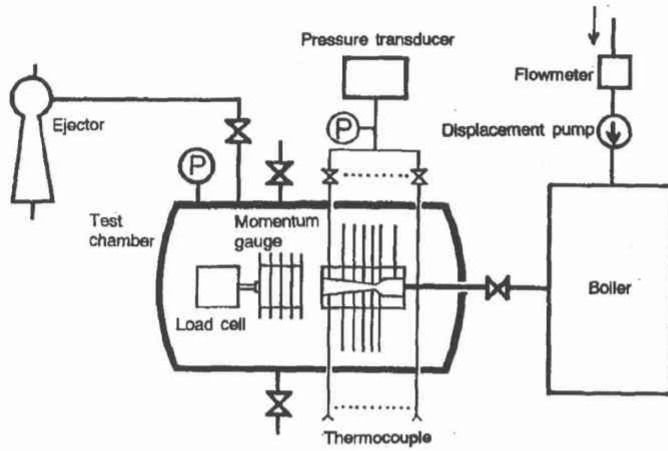 Pressure transducer
Flowmeter
Ejector
P
Displacement pump
P
Test
chamber
Momentum
gauge
Load cell
Boiler
Thermocouple